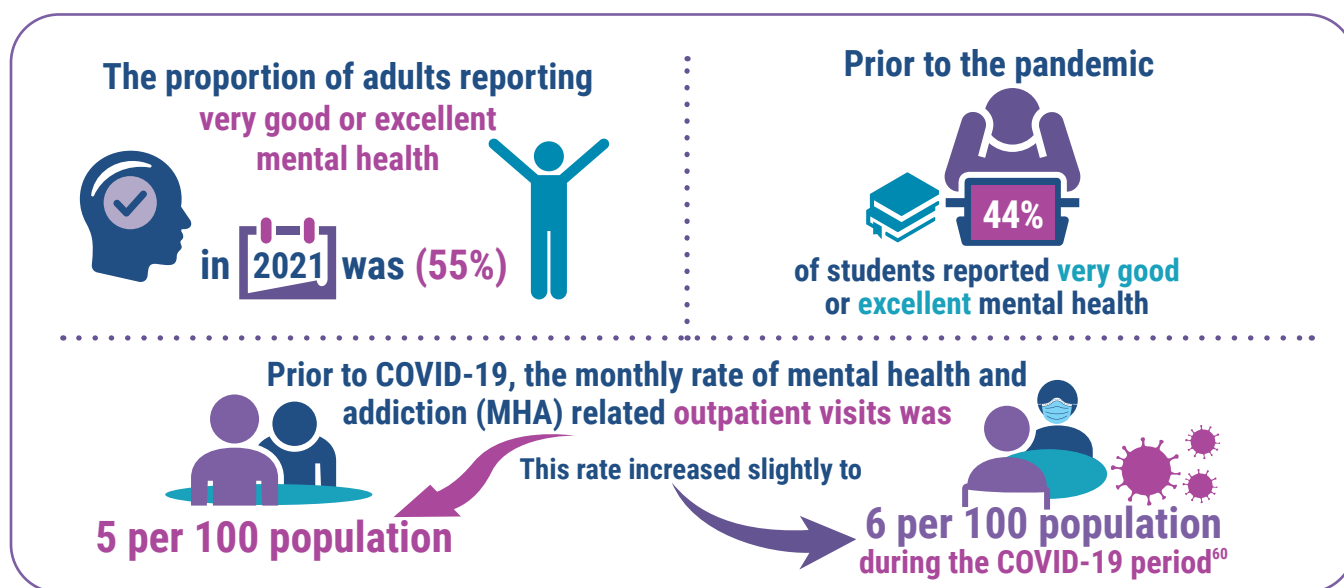 The proportion of adults reporting
very good or excellent
mental health
in 2021 was (55%)
Prior to the pandemic
44%
of students reported very good
or excellent mental health
Prior to COVID-19, the monthly rate of mental health and
addiction (MHA) related outpatient visits was
5 per 100 population
This rate increased slightly to
6 per 100 population
during the COVID-19 period60